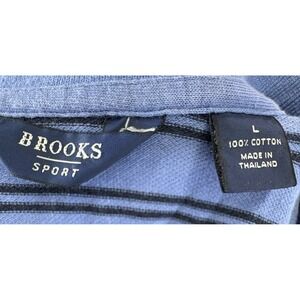 BROOKS
SPORT
L
L
100% COTTON
MADE IN
THAILAND